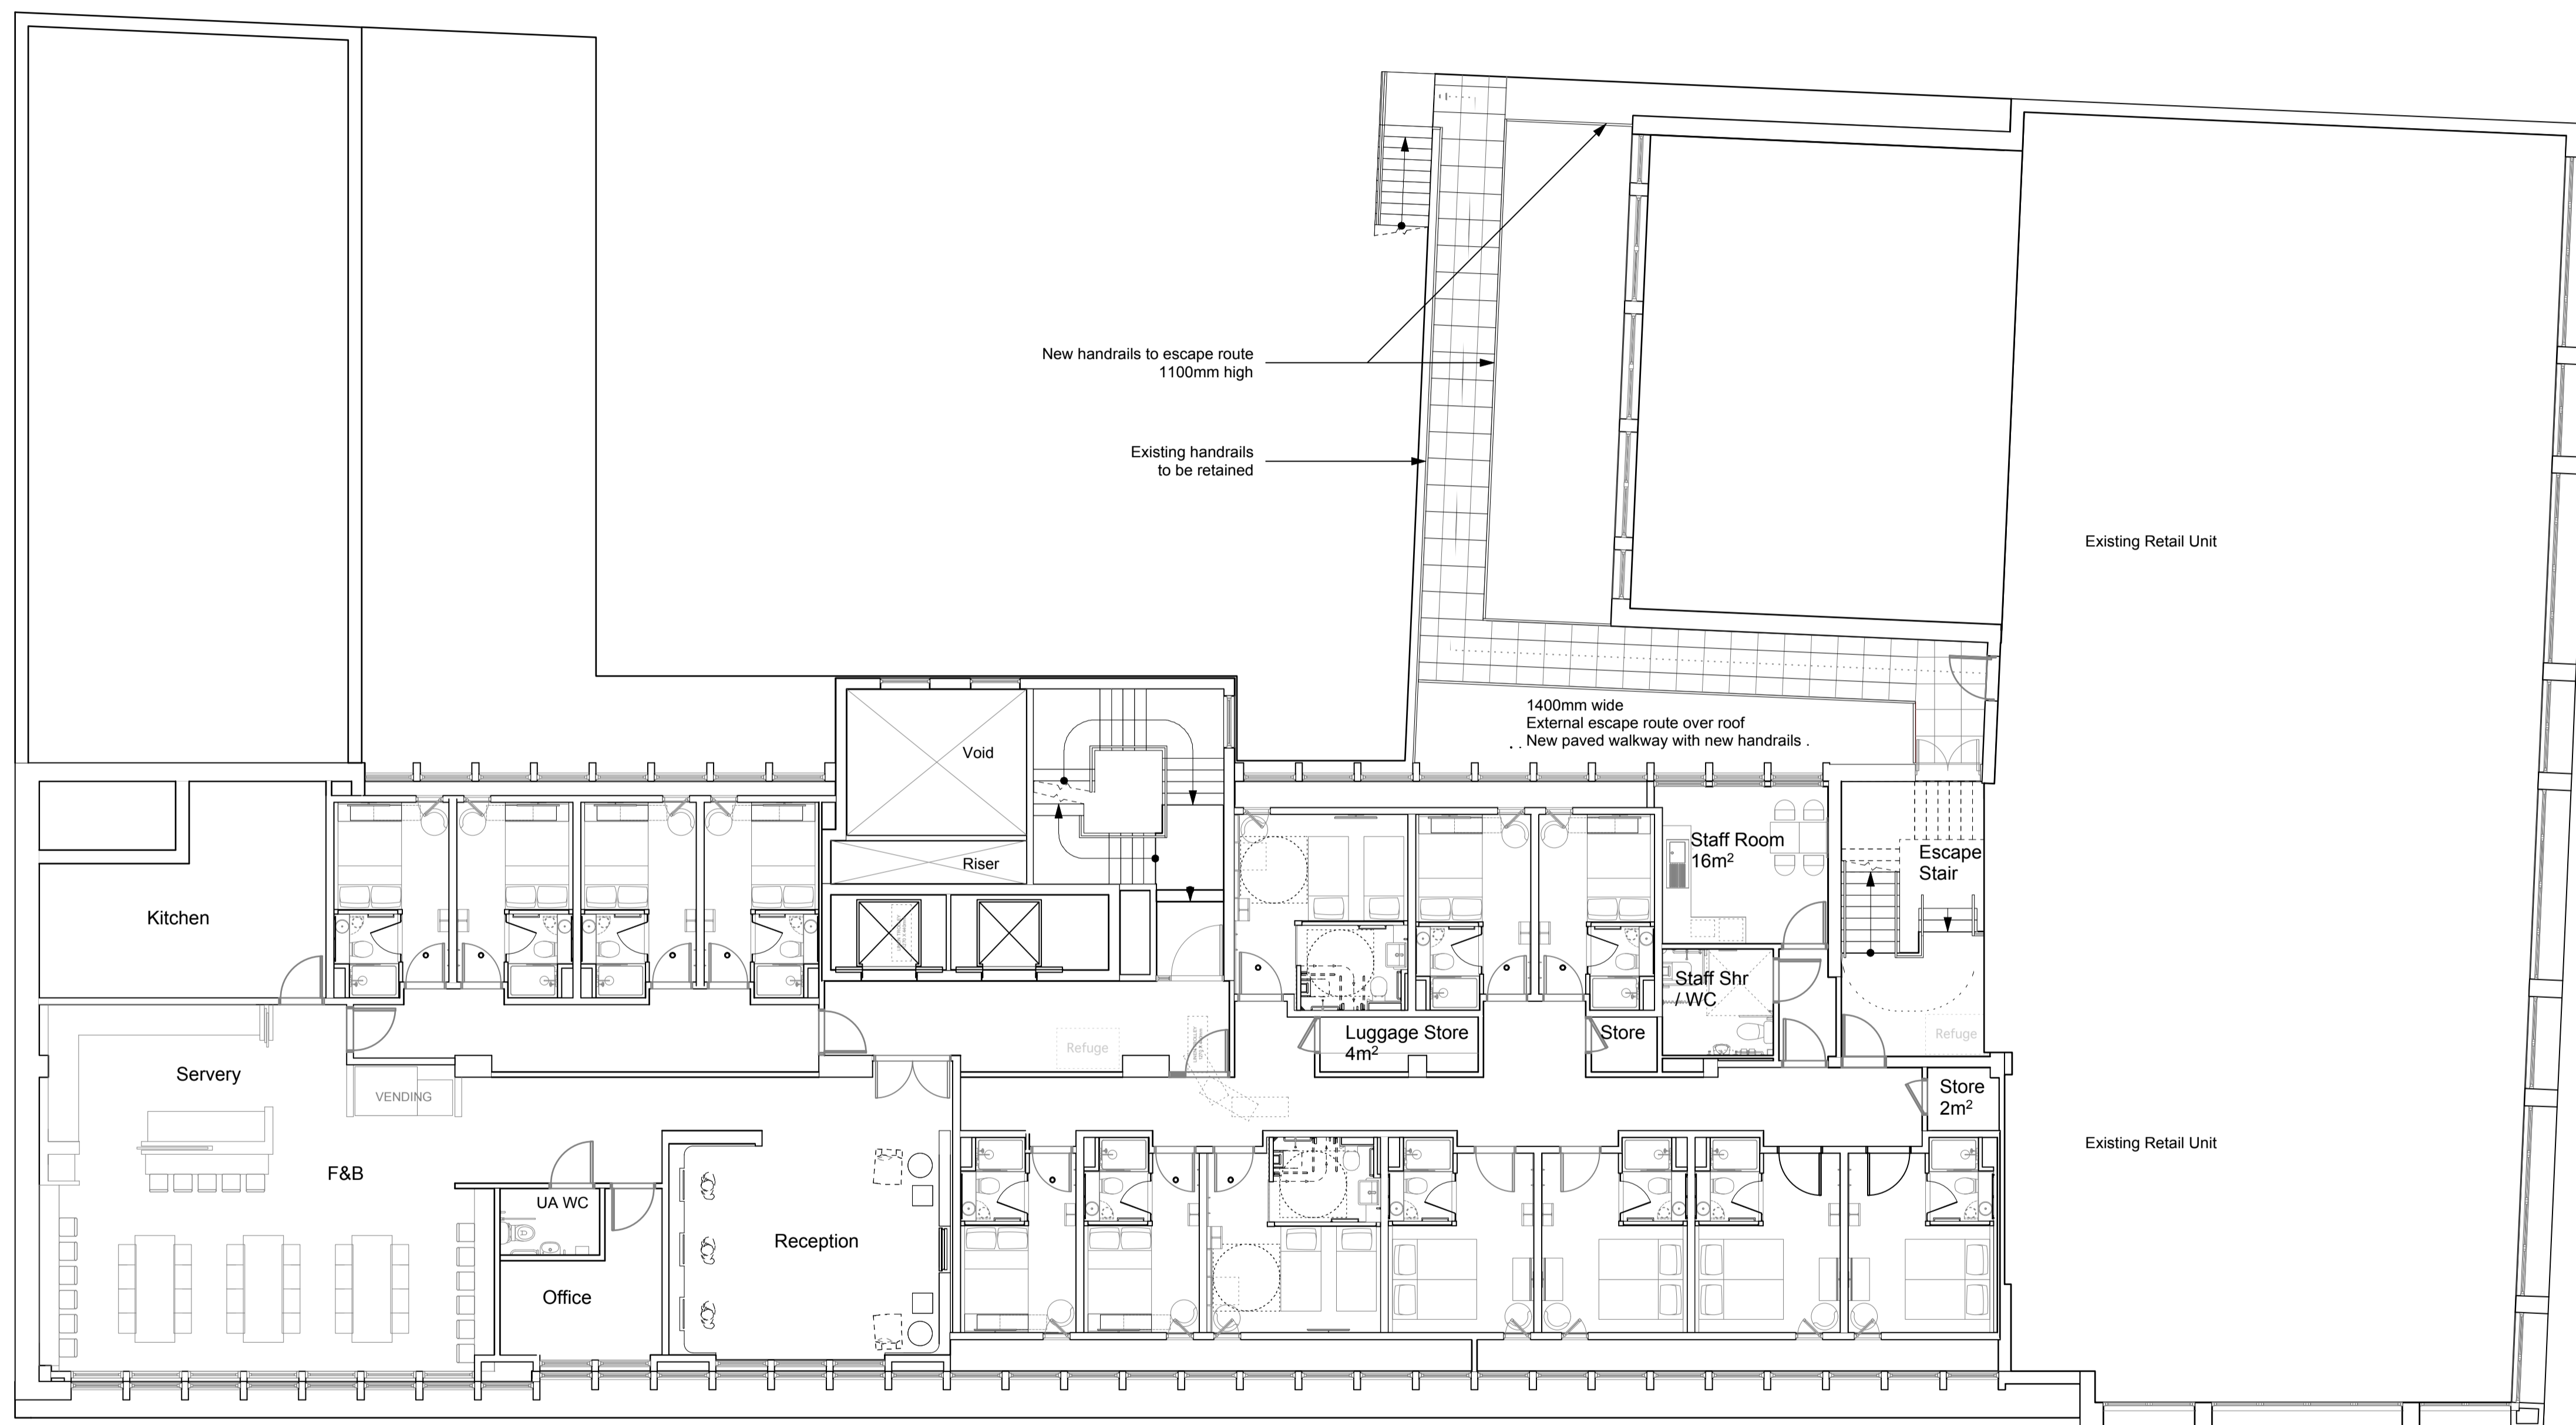 New handrails to escape route
1100mm high
Existing handrails
to be retained
Existing Retail Unit
1400mm wide
External escape route over roof
New paved walkway with new handrails .
Void
Riser
Kitchen
Staff Room
16m²
Escape
Stair
Staff Shr
/ WC
Luggage Store
4m²
Store
Refuge
Refuge
Servery
VENDING
Store
2m²
F&B
UA WC
Existing Retail Unit
Reception
Office